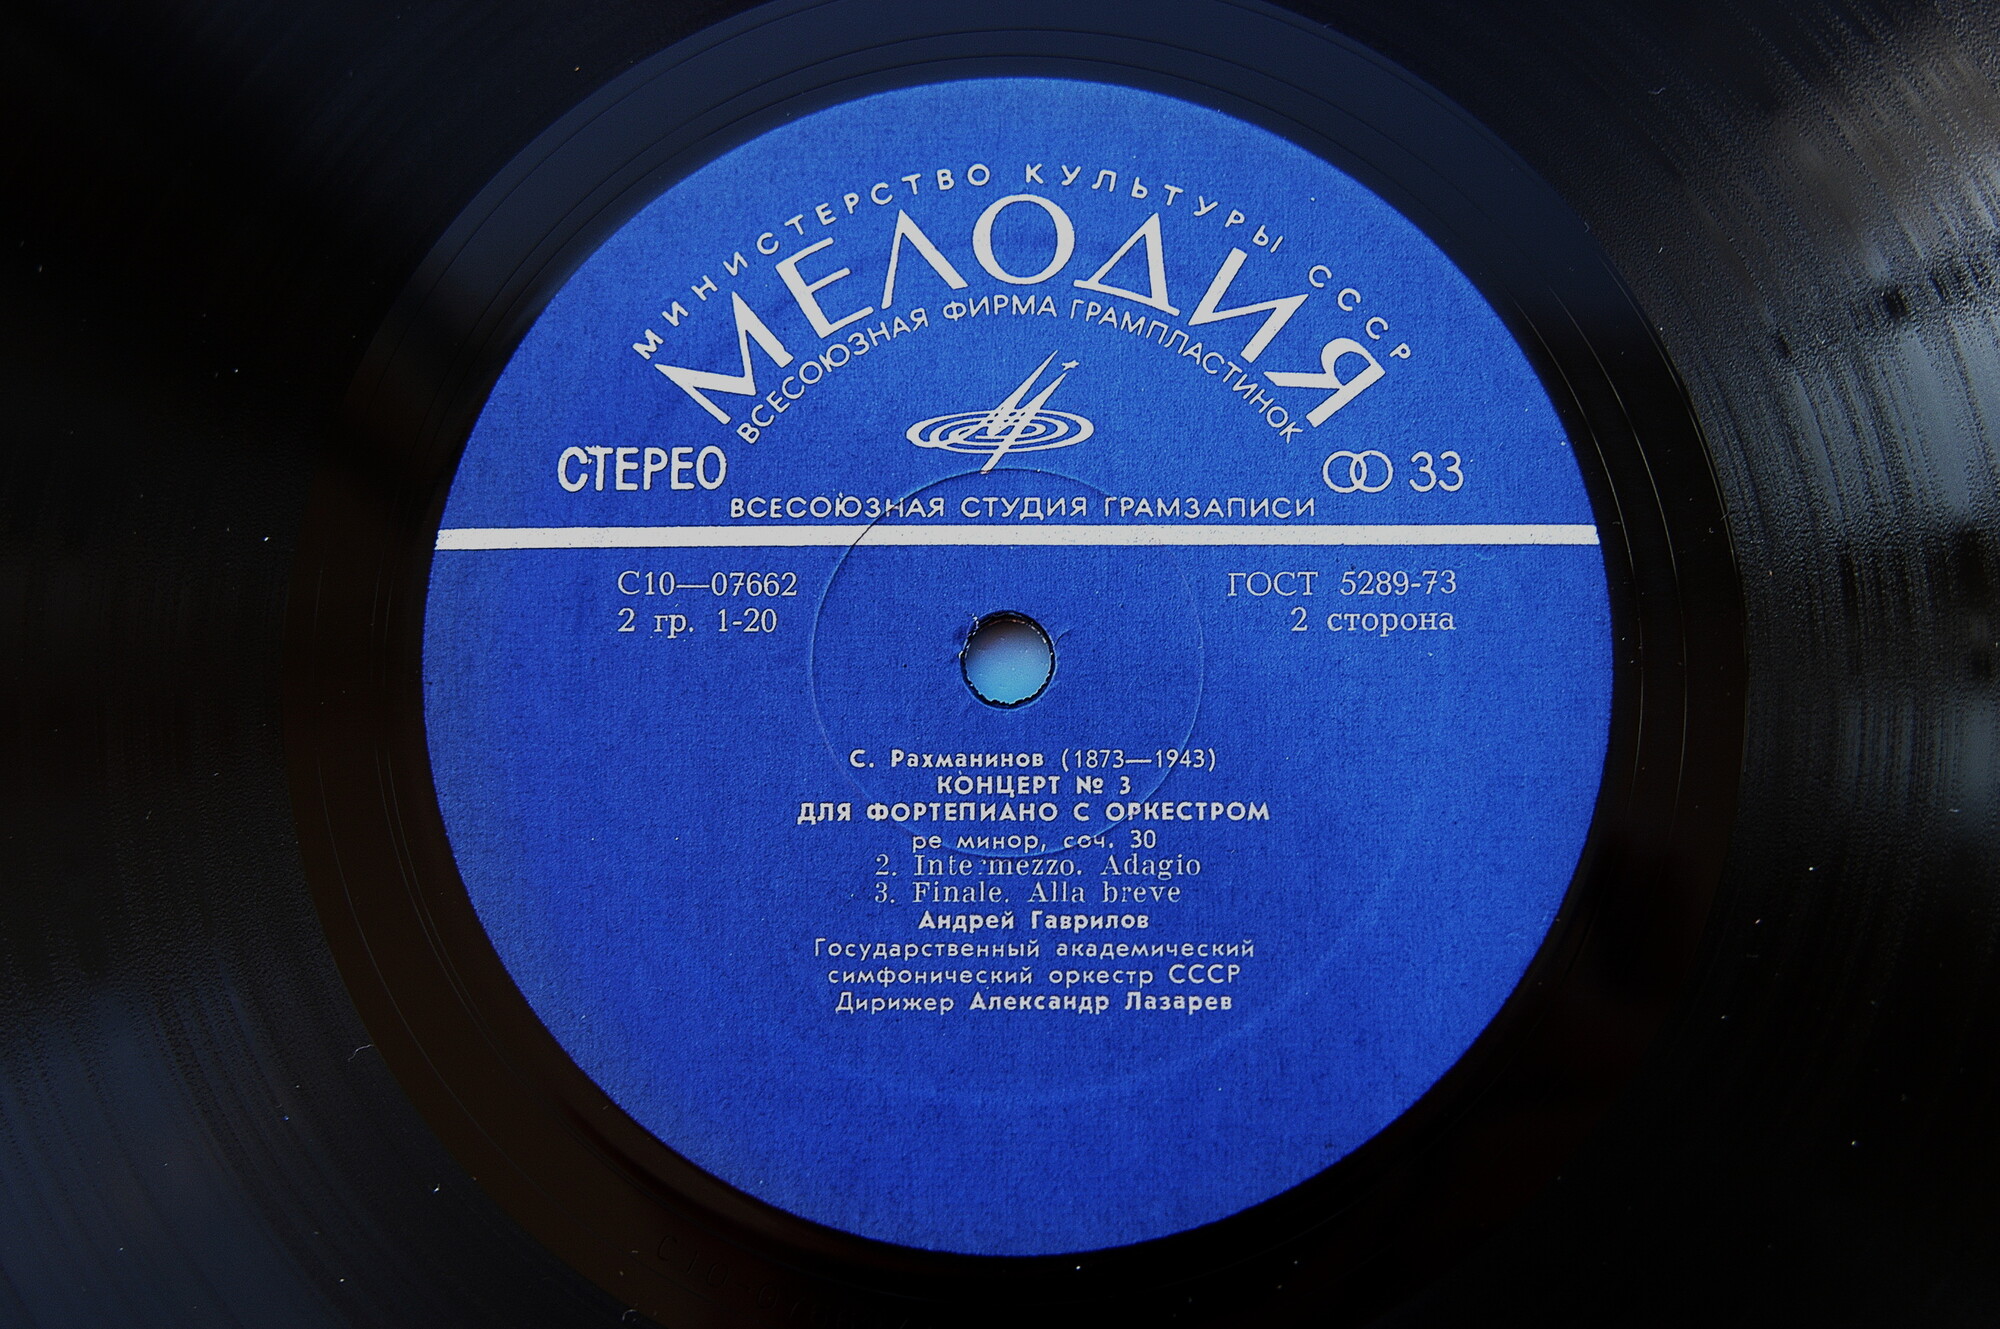 МИНИСТЕРСТВО КУЛЬТУРЫ СССР
МЕЛОДИЯ
ВСЕСОЮЗНАЯ ФИРМА ГРАМПЛАСТИНОК
СТЕРЕО 33
ВСЕСОЮЗНАЯ СТУДИЯ ГРАМЗАПИСИ
С10—07662 ГОСТ 5289-73
2 гр. 1-20 2 сторона
С. Рахманинов (1873—1943)
КОНЦЕРТ № 3
ДЛЯ ФОРТЕПИАНО С ОРКЕСТРОМ
ре минор, соч. 30
2. Intermezzo. Adagio
3. Finale. Alla breve
Андрей Гаврилов
Государственный академический
симфонический оркестр СССР
Дирижер Александр Лазарев